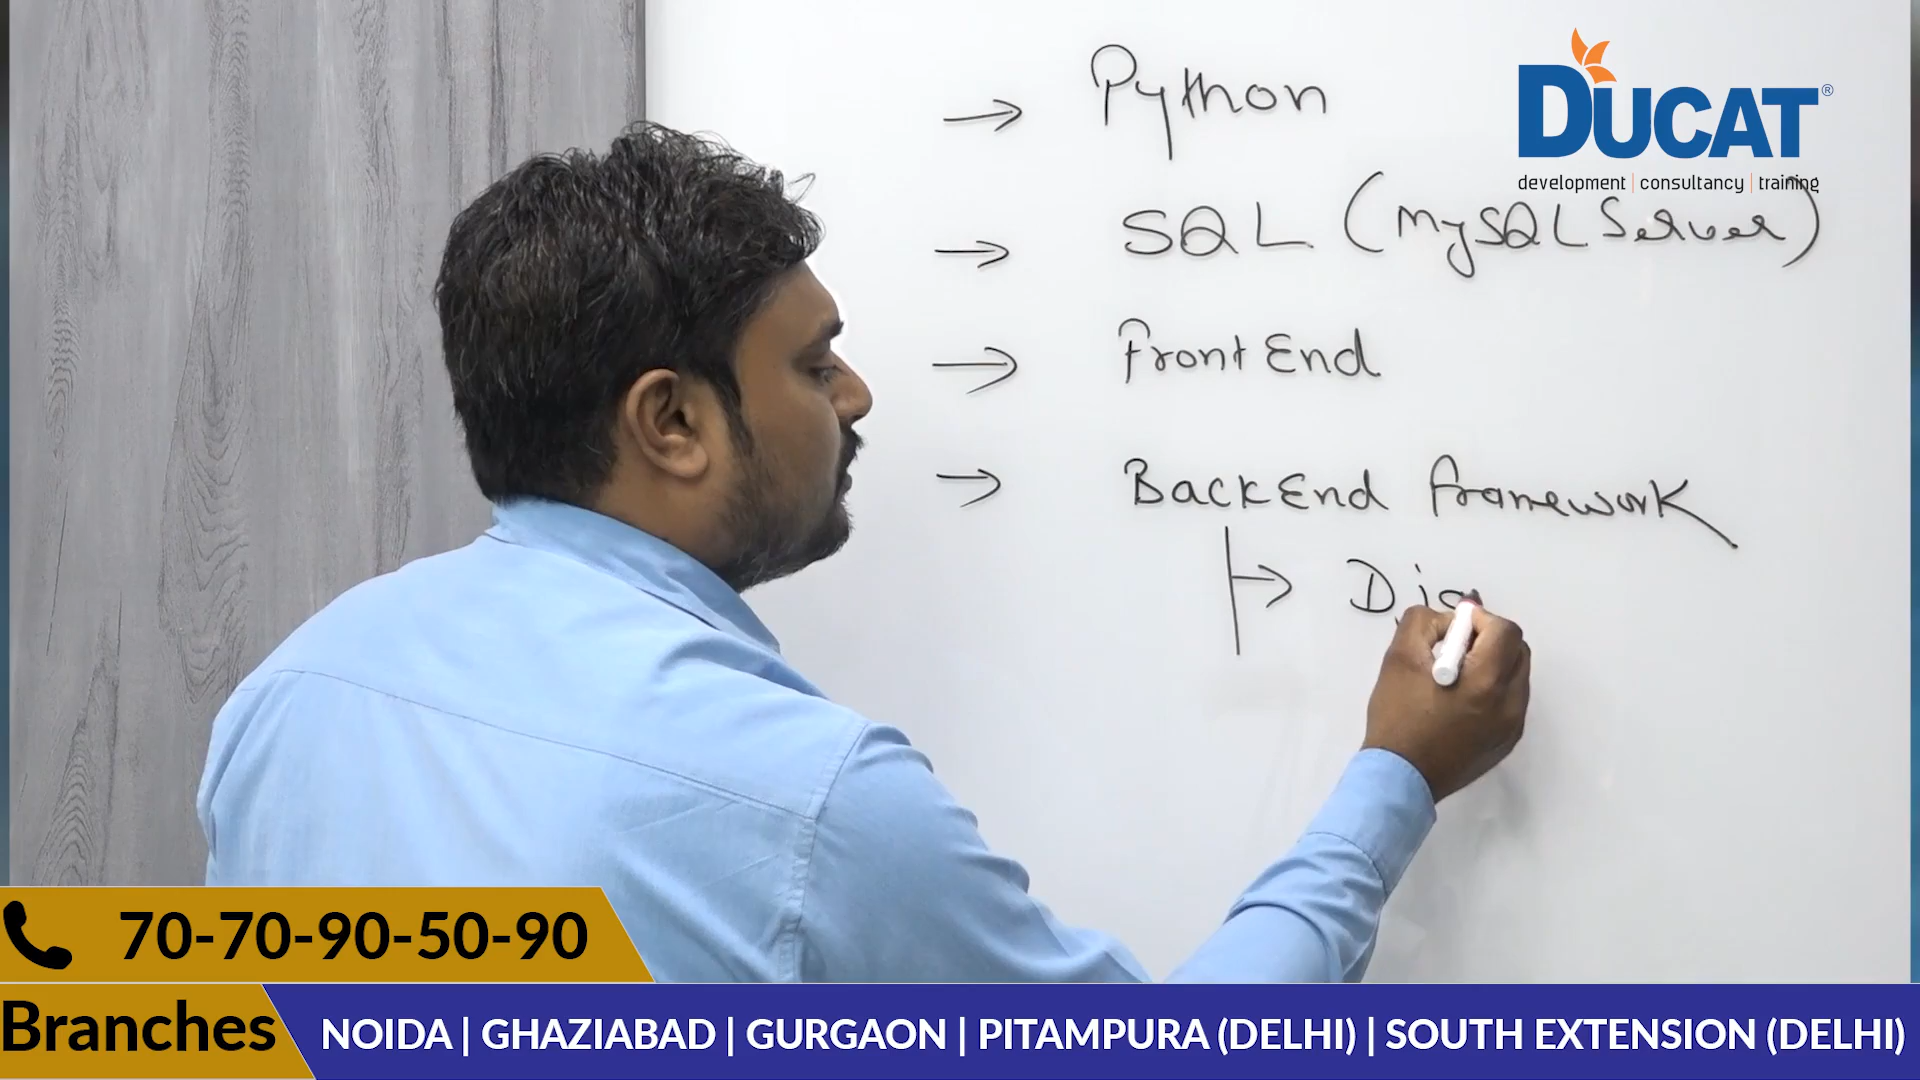 → Python
DUCAT®
development | consultancy | training
→ SQL (MySQL Server)
→ Front End
→ BackEnd framework
70-70-90-50-90
Branches
NOIDA | GHAZIABAD | GURGAON | PITAMPURA (DELHI) | SOUTH EXTENSION (DELHI)